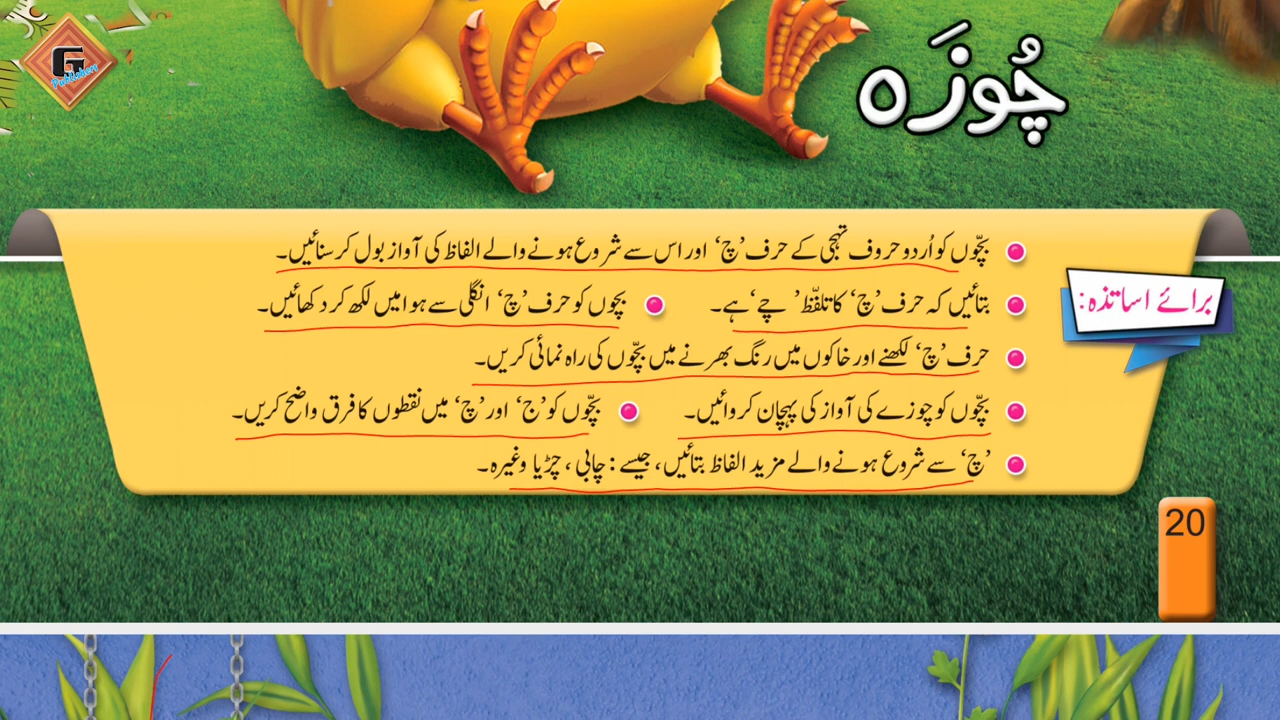 G
Publishers
چُوزَہ
برائے اساتذہ:
بچّوں کو اُردو حروف تہجی کے حرف ’چ‘ اور اس سے شروع ہونے والے الفاظ کی آواز بول کر سنائیں۔
بتائیں کہ حرف ’چ‘ کا تلفّظ ’چے‘ ہے۔ بچوں کو حرف ’چ‘ انگلی سے ہوا میں لکھ کر دکھائیں۔
حرف ’چ‘ لکھنے اور خاکوں میں رنگ بھرنے میں بچّوں کی راہ نمائی کریں۔
بچّوں کو چوزے کی آواز کی پہچان کروائیں۔ بچّوں کو ’ج‘ اور ’چ‘ میں نقطوں کا فرق واضح کریں۔
’چ‘ سے شروع ہونے والے مزید الفاظ بتائیں، جیسے: چابی، چڑیا وغیرہ۔
20